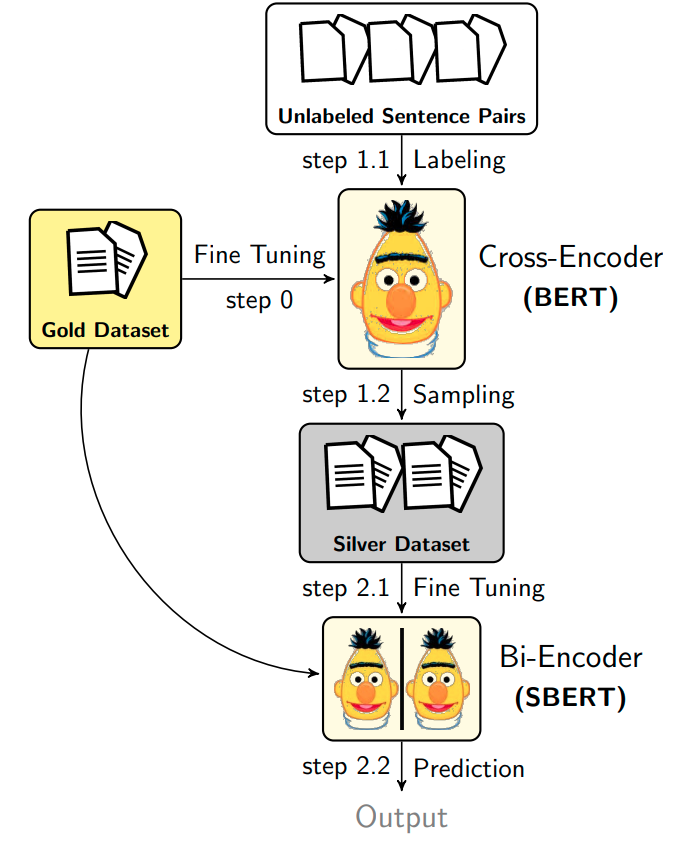 Unlabeled Sentence Pairs
step 1.1 Labeling
Fine Tuning
step 0
Gold Dataset
Cross-Encoder
(BERT)
step 1.2 Sampling
Silver Dataset
step 2.1 Fine Tuning
Bi-Encoder
(SBERT)
step 2.2 Prediction
Output